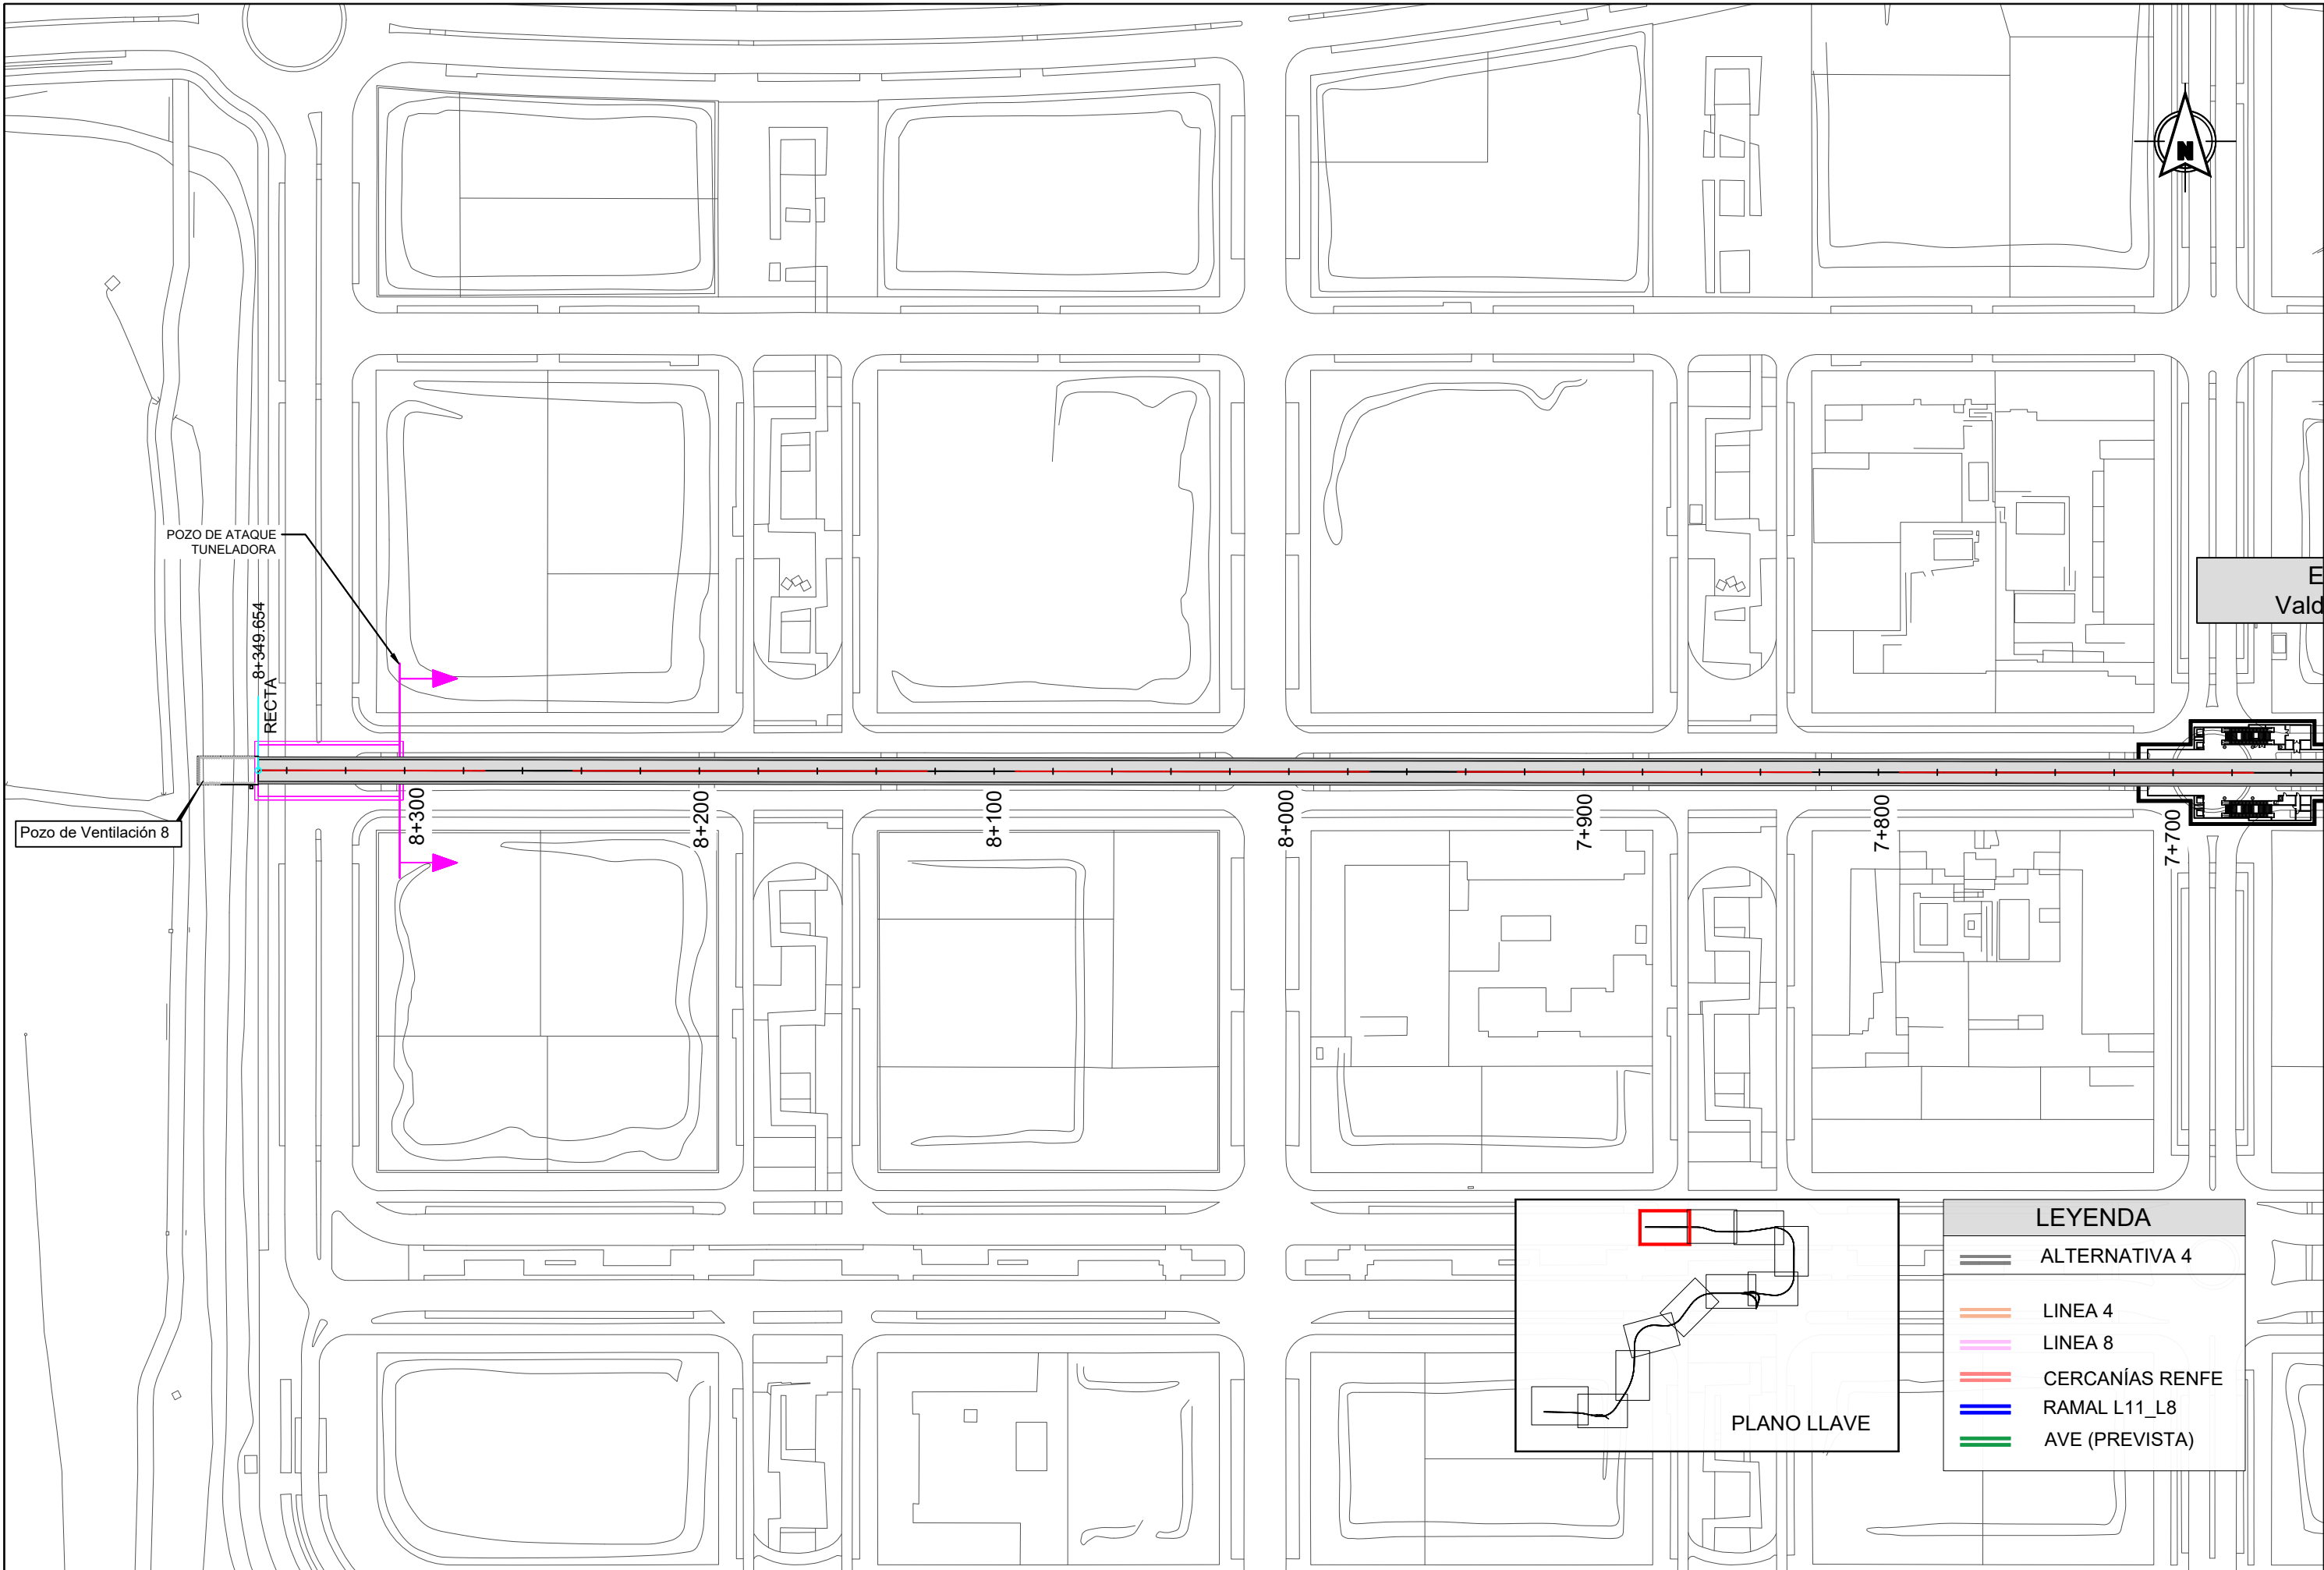 N
POZO DE ATAQUE
TUNELADORA
E
Vald
8+349.654
RECTA
Pozo de Ventilación 8
8+300
8+200
8+100
8+000
7+900
7+800
7+700
PLANO LLAVE
LEYENDA
ALTERNATIVA 4
LINEA 4
LINEA 8
CERCANÍAS RENFE
RAMAL L11_L8
AVE (PREVISTA)